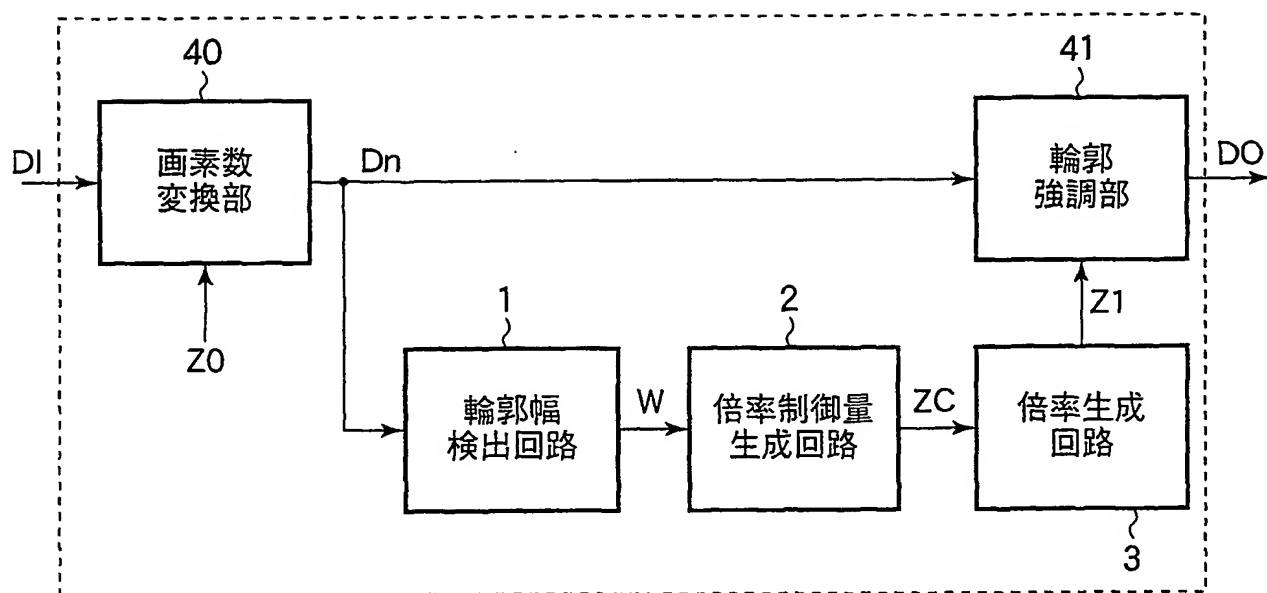 40
41
DI
画素数
変換部
Dn
輪郭
強調部
DO
Z0
1
2
Z1
輪郭幅
検出回路
W
倍率制御量
生成回路
ZC
倍率生成
回路
3